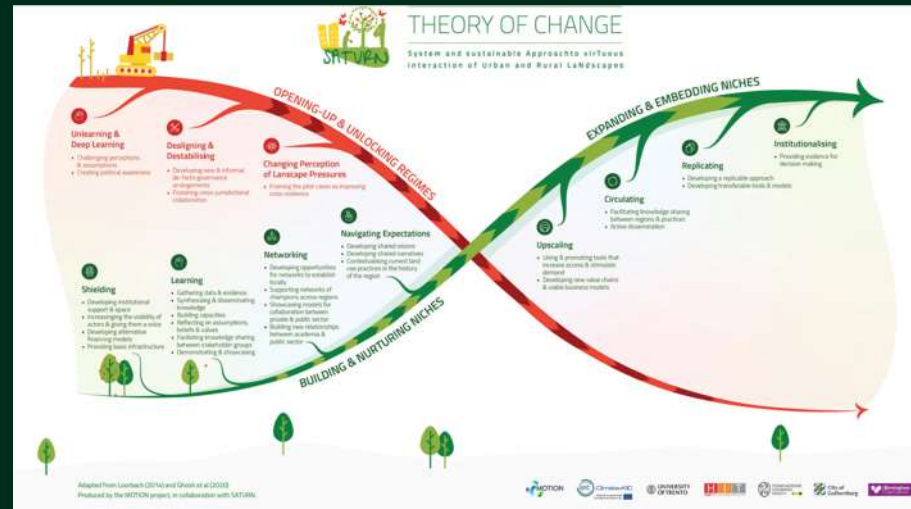 THEORY OF CHANGE
System and sustainable Approachto virTuous
interaction of Urban and Rural LaNdscapes
SATURN
OPENING-UP & UNLOCKING REGIMES
EXPANDING & EMBEDDING NICHES
BUILDING & NURTURING NICHES
Unlearning &
Deep Learning
• Challenging perceptions
& assumptions
• Creating political awareness
Dealigning &
Destabilising
• Developing new & informal
de-facto governance
arrangements
• Fostering cross-jurisdictional
collaboration
Changing Perception
of Lanscape Pressures
• Framing the pilot cases as improving
crisis resilience
Shielding
• Developing institutional
support & space
• Increasinging the visibility of
actors & giving them a voice
• Developing alternative
financing models
• Providing basic infrastructure
Learning
• Gathering data & evidence
• Synthesizing & disseminating
knowledge
• Building capacities
• Reflecting on assumptions,
beliefs & values
• Faciliating knowledge sharing
between stakeholder groups
• Demonstrating & showcasing
Networking
• Developing opportunities
for networks to establish
locally
• Supporting networks of
champions across regions
• Showcasing models for
collaboration between
private & public sector
• Building new relationships
between academia &
public sector
Navigating Expectations
• Developing shared visions
• Developing shared narratives
• Contextualising current land
use practices in the history
of the region
Upscaling
• Using & promoting tools that
increase access & stimulate
demand
• Developing new value chains
& viable business models
Circulating
• Facilitating knowledge sharing
between regions & practices
• Active dissemination
Replicating
• Developing a replicable approach
• Developing transferable tools & models
Institutionalising
• Providing evidence for
decision making
Adapted from Loorbach (2014) and Ghosh et al (2020)
Produced by the MOTION project, in collaboration with SATURN.
MOTION
Climate-KIC
UNIVERSITY
OF TRENTO
City of
Gothenburg
Birmingham